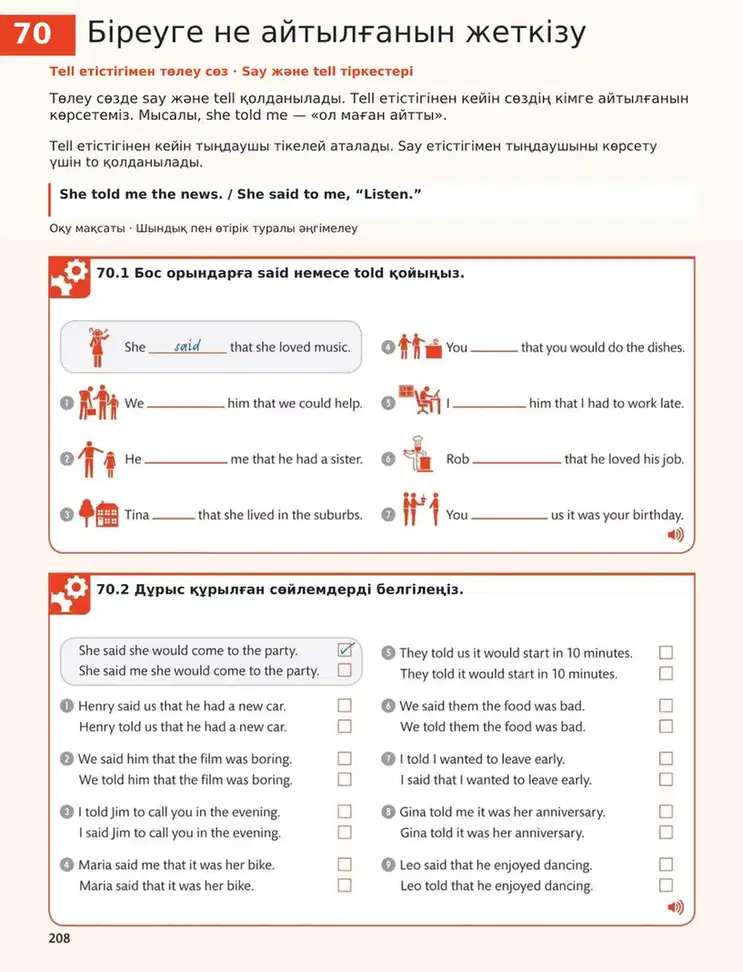 70 Біреуге не айтылғанын жеткізу
Tell етістігімен төлеу сөз · Say және tell тіркестері
Төлеу сөзде say және tell қолданылады. Tell етістігінен кейін сөздің кімге айтылғанын
көрсетеміз. Мысалы, she told me — «ол маған айтты».
Tell етістігінен кейін тыңдаушы тікелей аталады. Say етістігімен тыңдаушыны көрсету
үшін to қолданылады.
She told me the news. / She said to me, “Listen.”
Оқу мақсаты · Шындық пен өтірік туралы әңгімелеу
70.1 Бос орындарға said немесе told қойыңыз.
She said that she loved music.
1 We ________ him that we could help.
2 He ________ me that he had a sister.
3 Tina ________ that she lived in the suburbs.
4 You ________ that you would do the dishes.
5 I ________ him that I had to work late.
6 Rob ________ that he loved his job.
7 You ________ us it was your birthday.
70.2 Дұрыс құрылған сөйлемдерді белгілеңіз.
She said she would come to the party.
She said me she would come to the party.
1 Henry said us that he had a new car.
Henry told us that he had a new car.
2 We said him that the film was boring.
We told him that the film was boring.
3 I told Jim to call you in the evening.
I said Jim to call you in the evening.
4 Maria said me that it was her bike.
Maria said that it was her bike.
5 They told us it would start in 10 minutes.
They told it would start in 10 minutes.
6 We said them the food was bad.
We told them the food was bad.
7 I told I wanted to leave early.
I said that I wanted to leave early.
8 Gina told me it was her anniversary.
Gina told it was her anniversary.
9 Leo said that he enjoyed dancing.
Leo told that he enjoyed dancing.
208